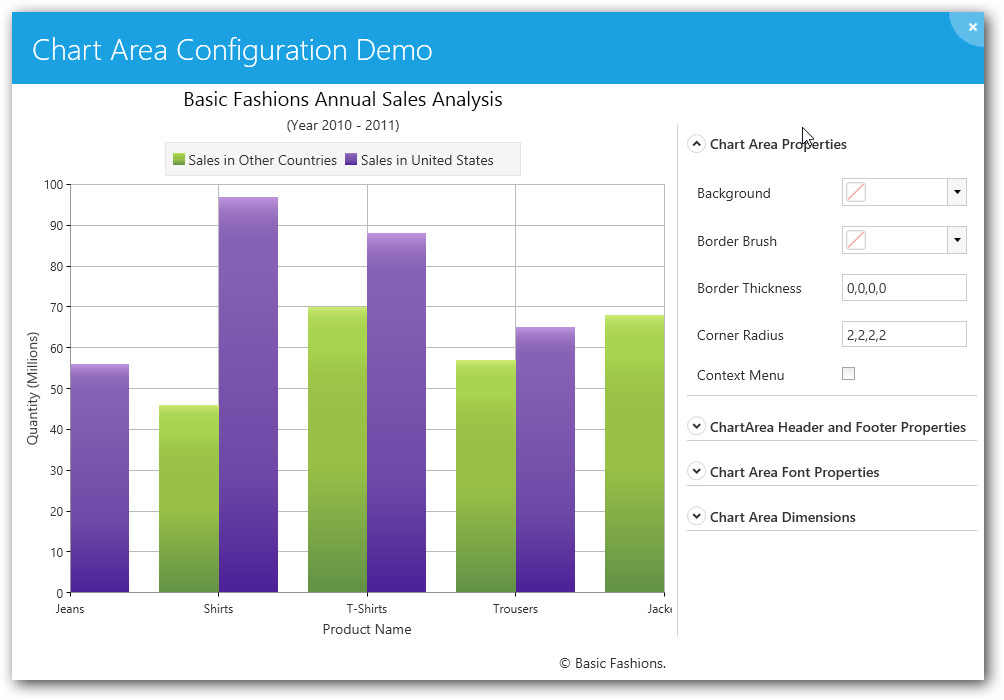 Chart Area Configuration Demo
Basic Fashions Annual Sales Analysis
(Year 2010 - 2011)
Sales in Other Countries Sales in United States
Quantity (Millions)
100
90
80
70
60
50
40
30
20
10
0
Jeans Shirts T-Shirts Trousers Jacke
Product Name
© Basic Fashions.
Chart Area Properties
Background
Border Brush
Border Thickness 0,0,0,0
Corner Radius 2,2,2,2
Context Menu
ChartArea Header and Footer Properties
Chart Area Font Properties
Chart Area Dimensions